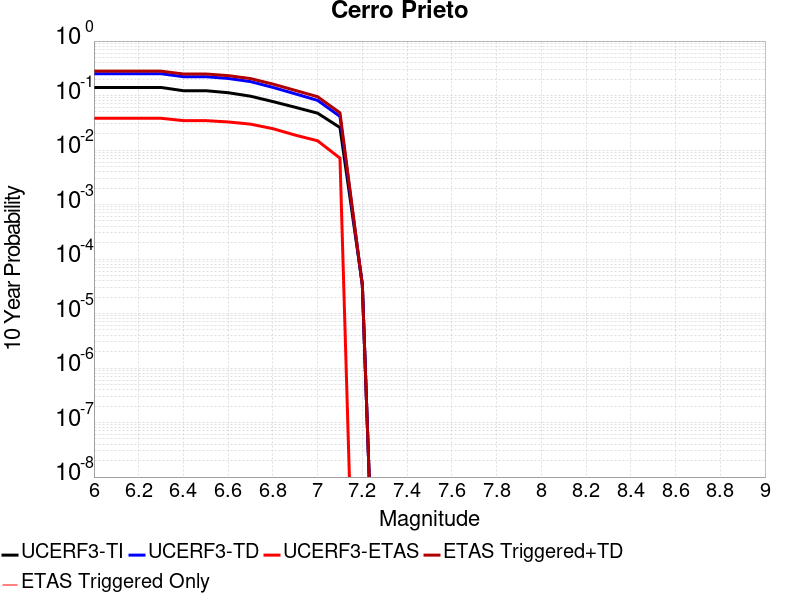 Cerro Prieto
10^0
10^-1
10^-2
10^-3
10^-4
10^-5
10^-6
10^-7
10^-8
10 Year Probability
6 6.2 6.4 6.6 6.8 7 7.2 7.4 7.6 7.8 8 8.2 8.4 8.6 8.8 9
Magnitude
UCERF3-TI UCERF3-TD UCERF3-ETAS ETAS Triggered+TD
ETAS Triggered Only